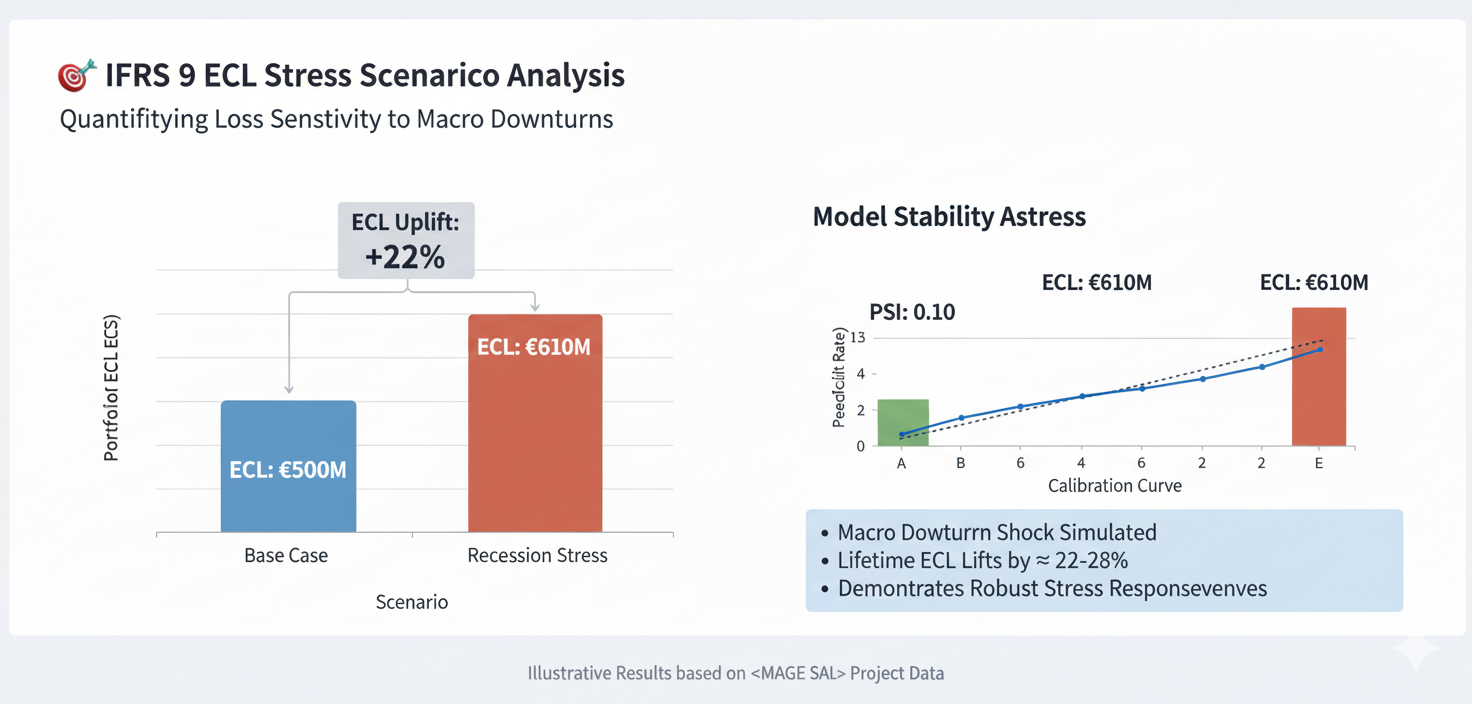 🎯 IFRS 9 ECL Stress Scenarico Analysis
Quantifitying Loss Senstivity to Macro Downturns
ECL Uplift:
+22%
Portfoiof ECL ECS)
ECL: €500M
ECL: €610M
Base Case
Recession Stress
Scenario
Model Stability Astress
ECL: €610M
ECL: €610M
PSI: 0.10
Rate)
13
4
2
0
A B 6 4 6 2 2 E
Calibration Curve
• Macro Dowturrn Shock Simulated
• Lifetime ECL Lifts by ≈ 22-28%
• Demontrates Robust Stress Responsevenves
Illustrative Results based on <MAGE SAL> Project Data